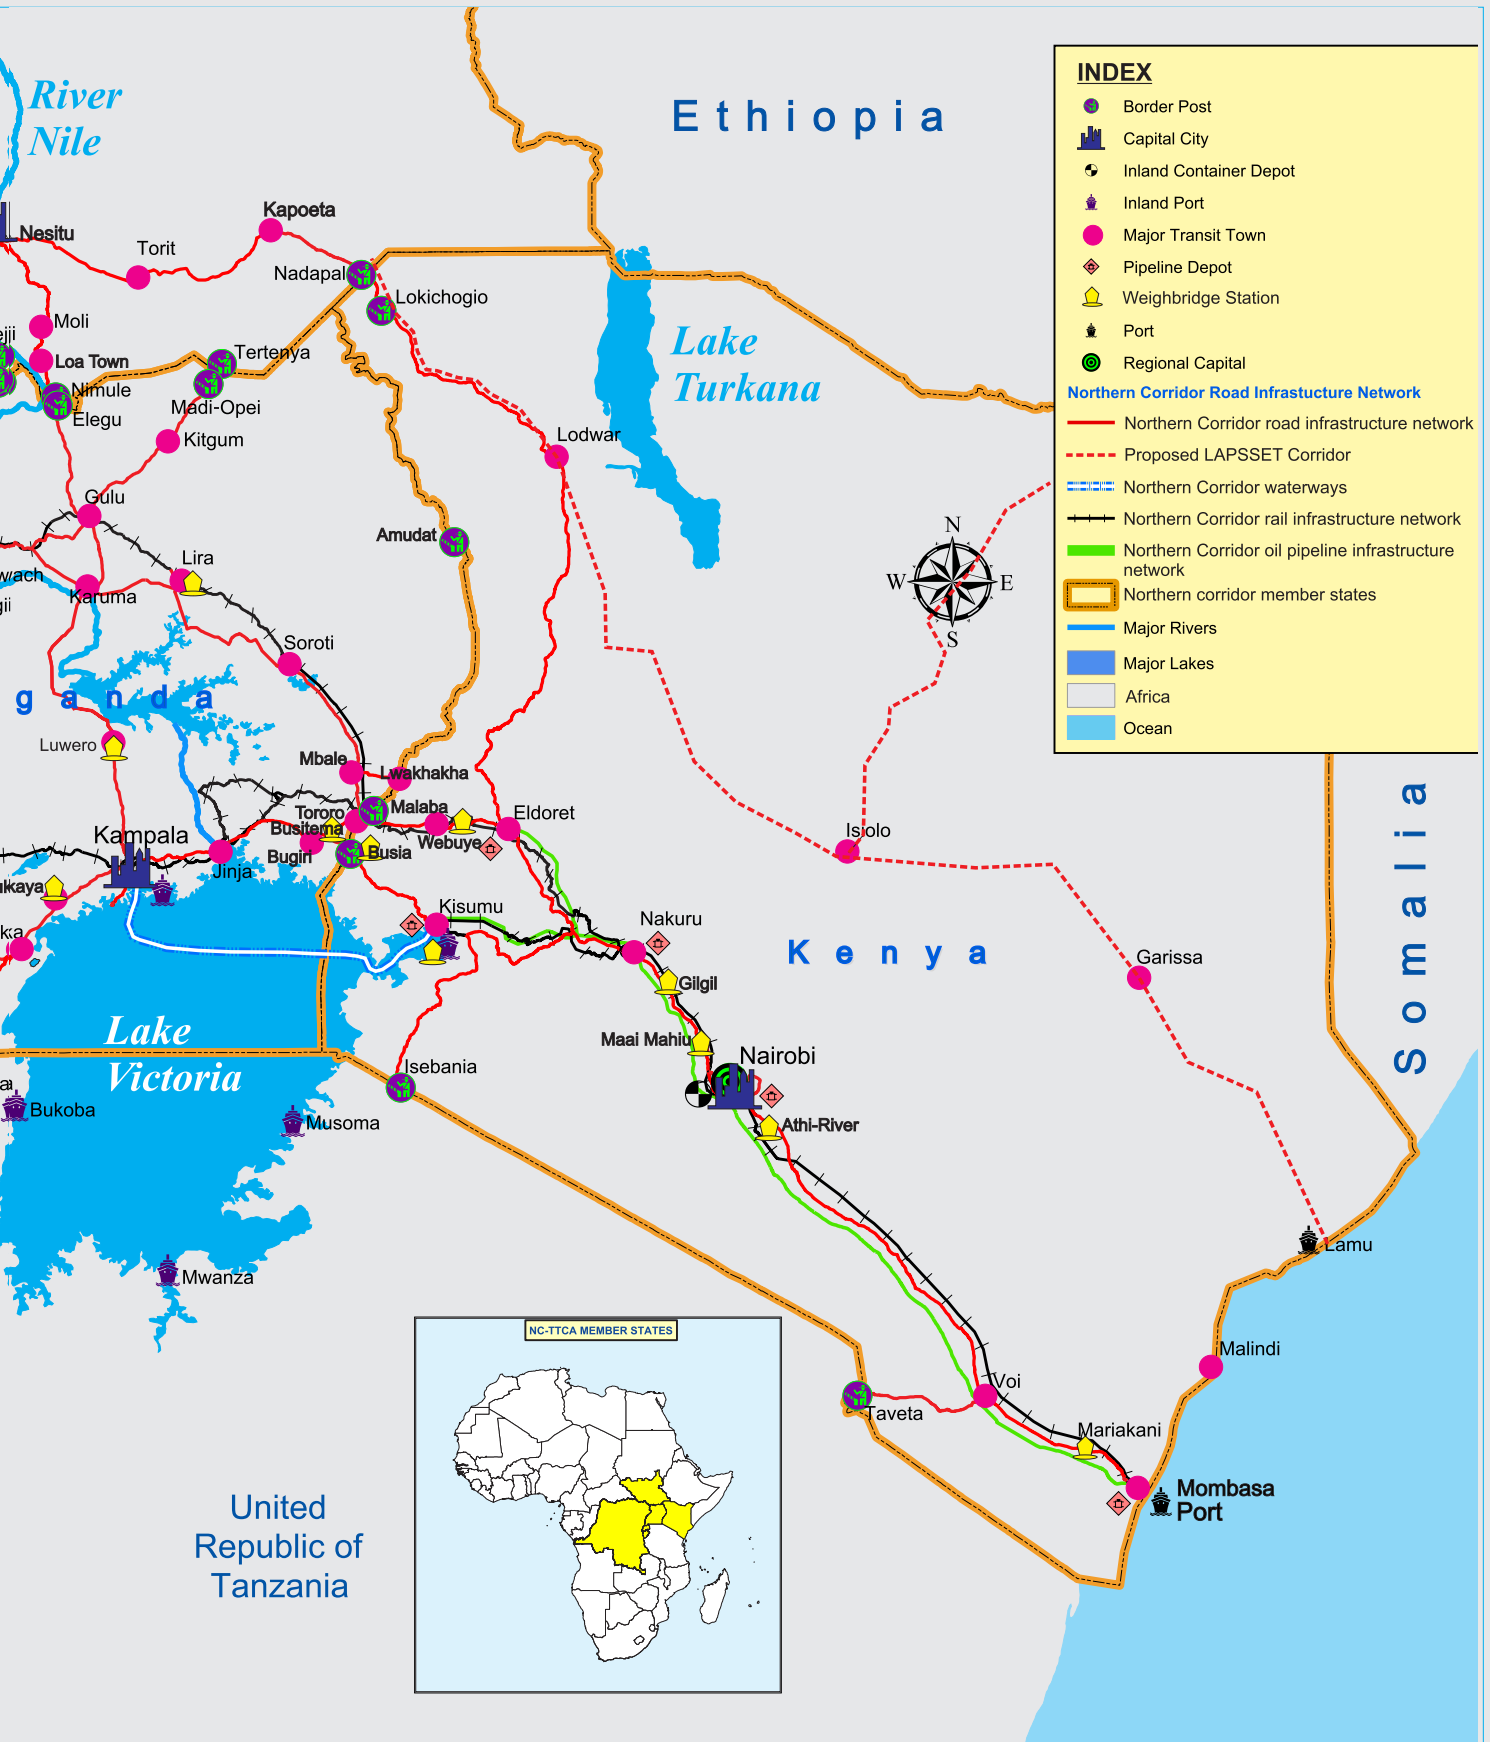 River
Nile
Ethiopia
INDEX
Border Post
Capital City
Inland Container Depot
Inland Port
Major Transit Town
Pipeline Depot
Weighbridge Station
Port
Regional Capital
Northern Corridor Road Infrastucture Network
Northern Corridor road infrastructure network
Proposed LAPSSET Corridor
Northern Corridor waterways
Northern Corridor rail infrastructure network
Northern Corridor oil pipeline infrastructure
network
Northern corridor member states
Major Rivers
Major Lakes
Africa
Ocean
Kapoeta
Nesitu
Torit
Nadapal
Lokichogio
Moli
Loa Town
Tertenya
Nimule
Madi-Opei
Elegu
Kitgum
Lake
Turkana
Lodwar
Gulu
Amudat
Lira
Karuma
N
W
E
S
Soroti
ganda
Luwero
Mbale
Lwakhakha
Malaba
Tororo
Busitema
Bugiri
Busia
Webuye
Eldoret
Kampala
Jinja
Isiolo
Kisumu
Nakuru
Kenya
Somalia
Garissa
Gilgil
Maai Mahiu
Nairobi
Lake
Victoria
Isebania
Bukoba
Musoma
Athi-River
Mwanza
Lamu
Malindi
NC-TTCA MEMBER STATES
Voi
Taveta
Mariakani
Mombasa
Port
United
Republic of
Tanzania